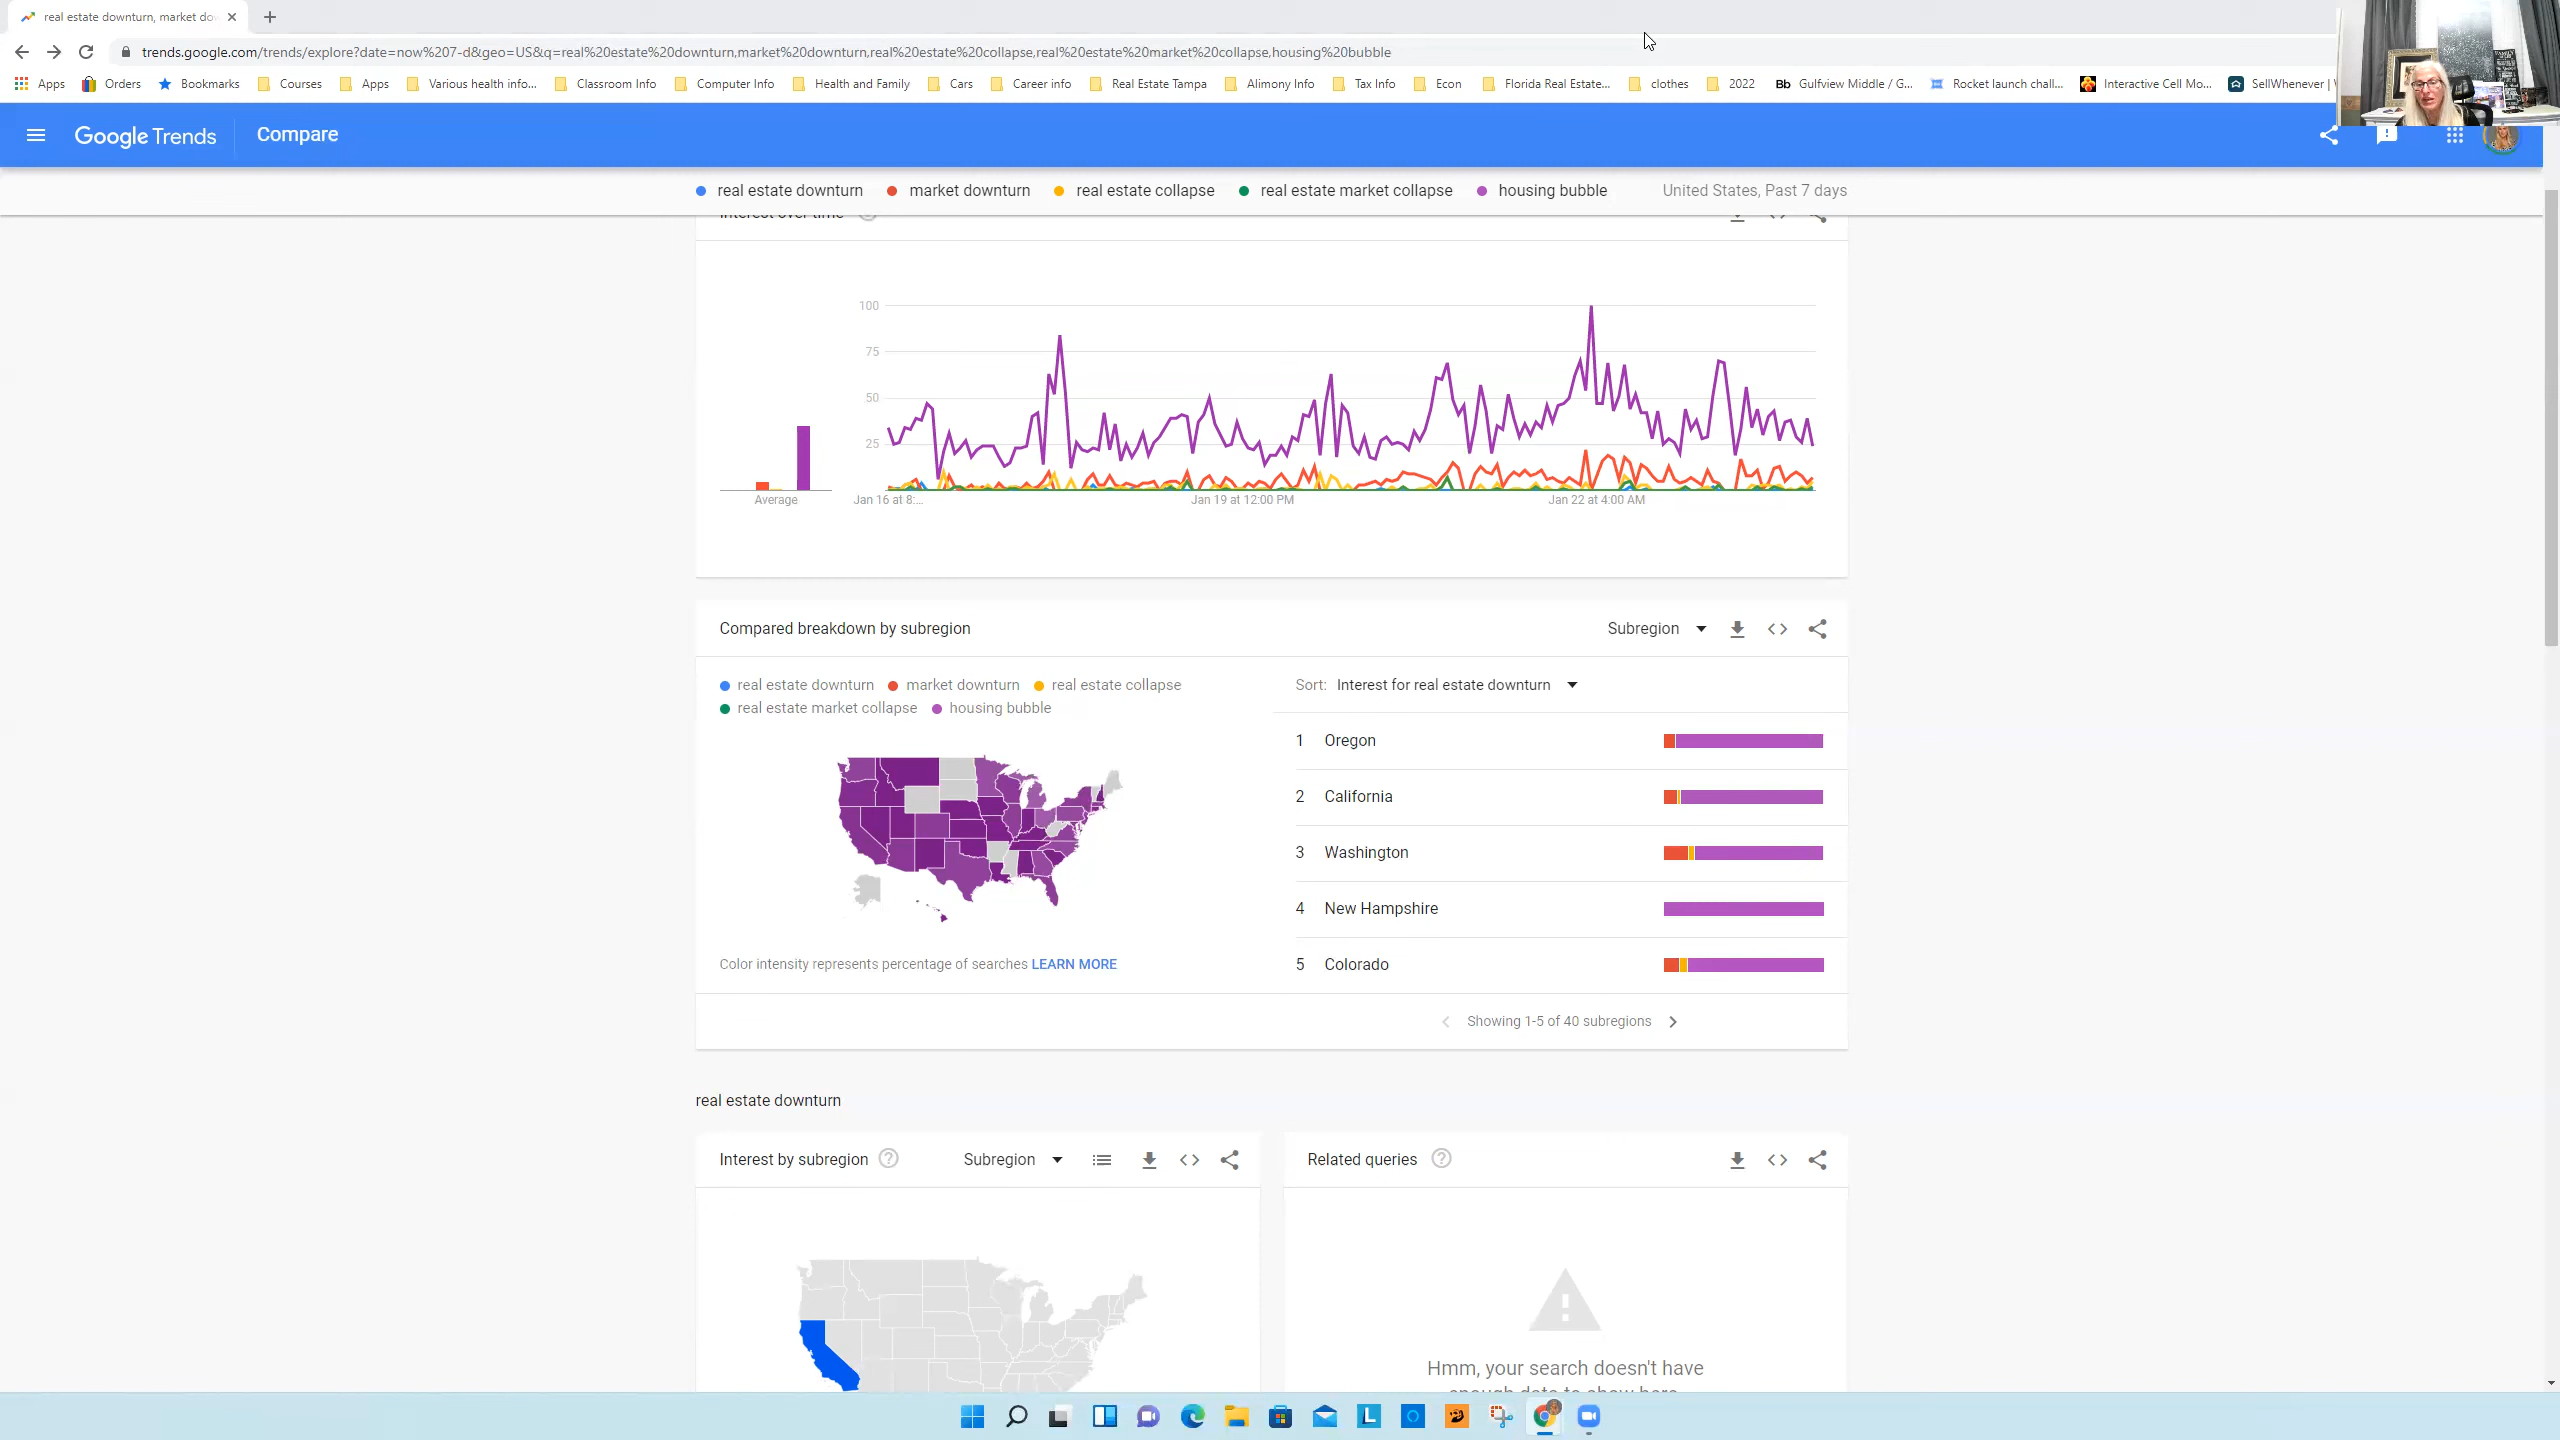 real estate downturn, market do
trends.google.com/trends/explore?date=now%207-d&geo=US&q=real%20estate%20downturn,market%20downturn,real%20estate%20collapse,real%20estate%20market%20collapse,housing%20bubble
Apps Orders Bookmarks Courses Apps Various health info... Classroom Info Computer Info Health and Family Cars Career info Real Estate Tampa Alimony Info Tax Info Econ Florida Real Estate... clothes 2022 Bb Gulfview Middle / G... Rocket launch chall... Interactive Cell Mo... SellWhenever |
Google Trends Compare
real estate downturn market downturn real estate collapse real estate market collapse housing bubble United States, Past 7 days
Interest over time
100
75
50
25
Average Jan 16 at 8:... Jan 19 at 12:00 PM Jan 22 at 4:00 AM
Compared breakdown by subregion Subregion
real estate downturn market downturn real estate collapse
real estate market collapse housing bubble
Sort: Interest for real estate downturn
1 Oregon
2 California
3 Washington
4 New Hampshire
5 Colorado
Color intensity represents percentage of searches LEARN MORE
Showing 1-5 of 40 subregions
real estate downturn
Interest by subregion Subregion
Related queries
Hmm, your search doesn't have
enough data to show here.